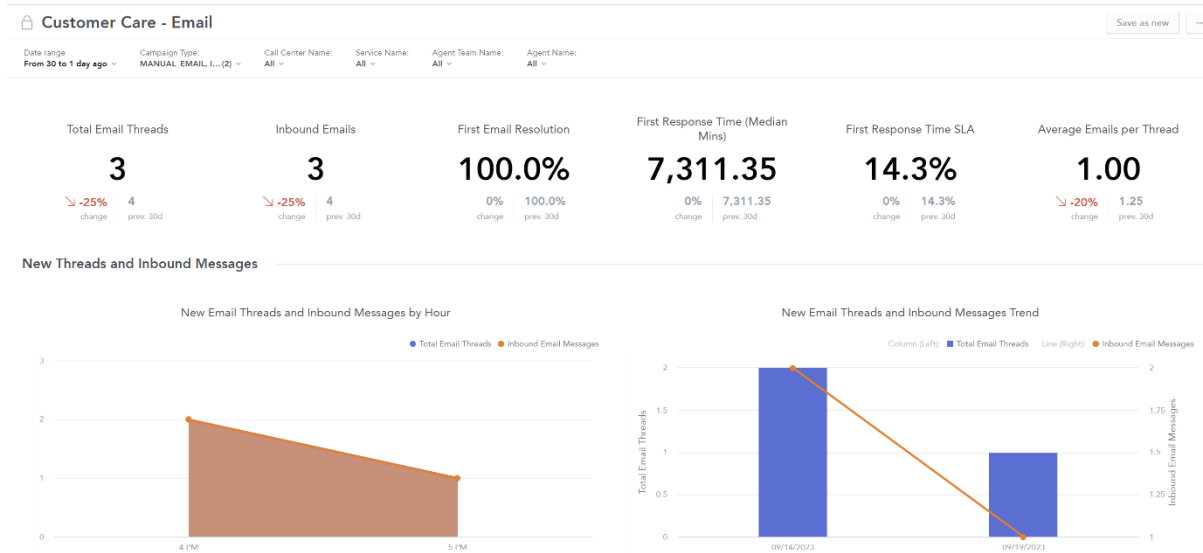 Customer Care - Email
Save as new
...
Date range
From 30 to 1 day ago
Campaign Type:
MANUAL_EMAIL, I... (2)
Call Center Name:
All
Service Name:
All
Agent Team Name:
All
Agent Name:
All
Total Email Threads
3
-25%
change
4
prev. 30d
Inbound Emails
3
-25%
change
4
prev. 30d
First Email Resolution
100.0%
0%
change
100.0%
prev. 30d
First Response Time (Median
Mins)
7,311.35
0%
change
7,311.35
prev. 30d
First Response Time SLA
14.3%
0%
change
14.3%
prev. 30d
Average Emails per Thread
1.00
-20%
change
1.25
prev. 30d
New Threads and Inbound Messages
New Email Threads and Inbound Messages by Hour
Total Email Threads
Inbound Email Messages
3
2
1
0
4 PM
5 PM
New Email Threads and Inbound Messages Trend
Column (Left):
Total Email Threads
Line (Right):
Inbound Email Messages
Total Email Threads
2
1.5
1
0.5
0
2
1.75
1.5
1.25
1
Inbound Email Messages
09/14/2023
09/19/2023